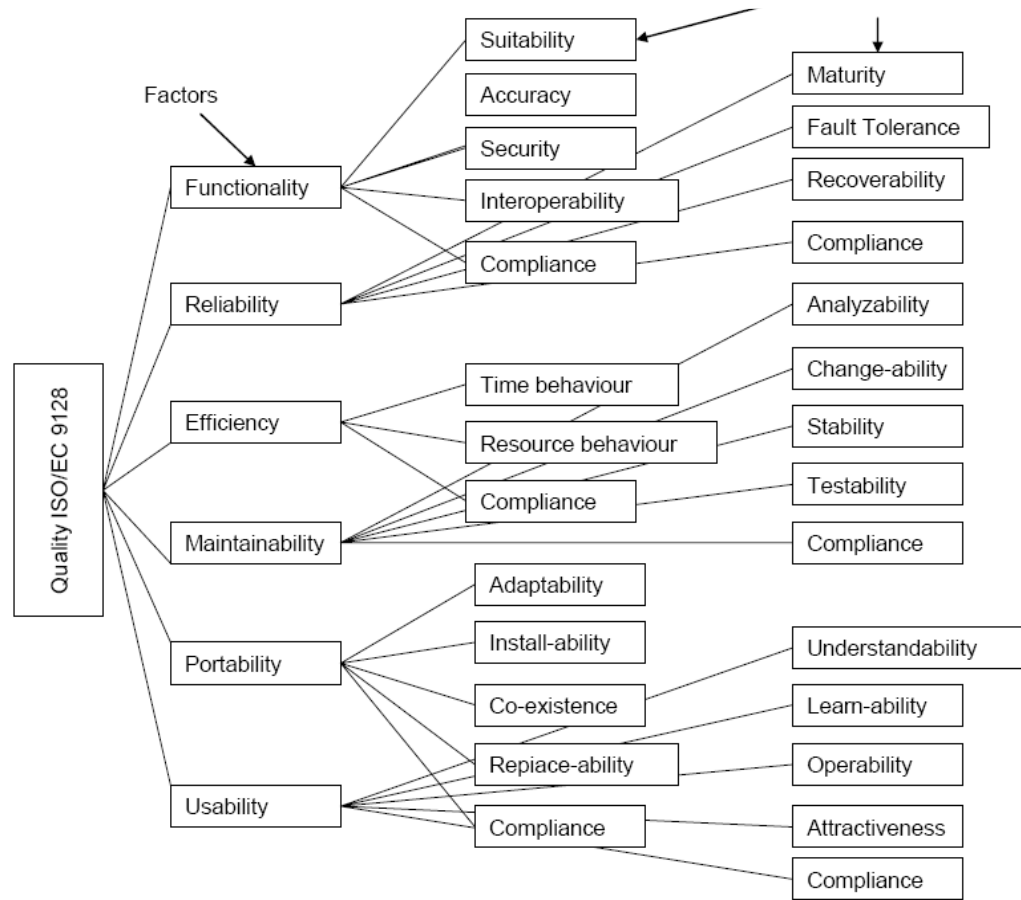 Quality ISO/EC 9128
Factors
Functionality
Reliability
Efficiency
Maintainability
Portability
Usability
Suitability
Accuracy
Security
Interoperability
Compliance
Time behaviour
Resource behaviour
Compliance
Adaptability
Install-ability
Co-existence
Repiace-ability
Compliance
Maturity
Fault Tolerance
Recoverability
Compliance
Analyzability
Change-ability
Stability
Testability
Compliance
Understandability
Learn-ability
Operability
Attractiveness
Compliance